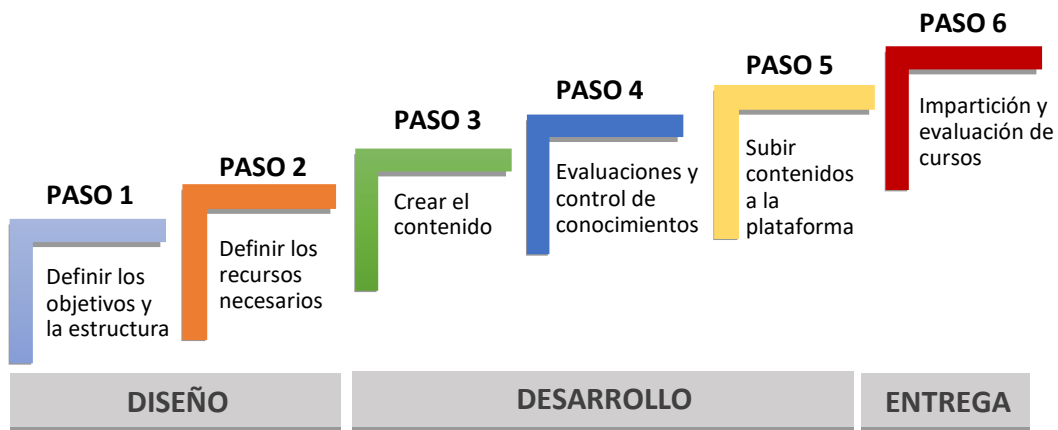 PASO 1
Definir los
objetivos y
la estructura
PASO 2
Definir los
recursos
necesarios
PASO 3
Crear el
contenido
PASO 4
Evaluaciones y
control de
conocimientos
PASO 5
Subir
contenidos
a la
plataforma
PASO 6
Impartición y
evaluación de
cursos
DISEÑO
DESARROLLO
ENTREGA